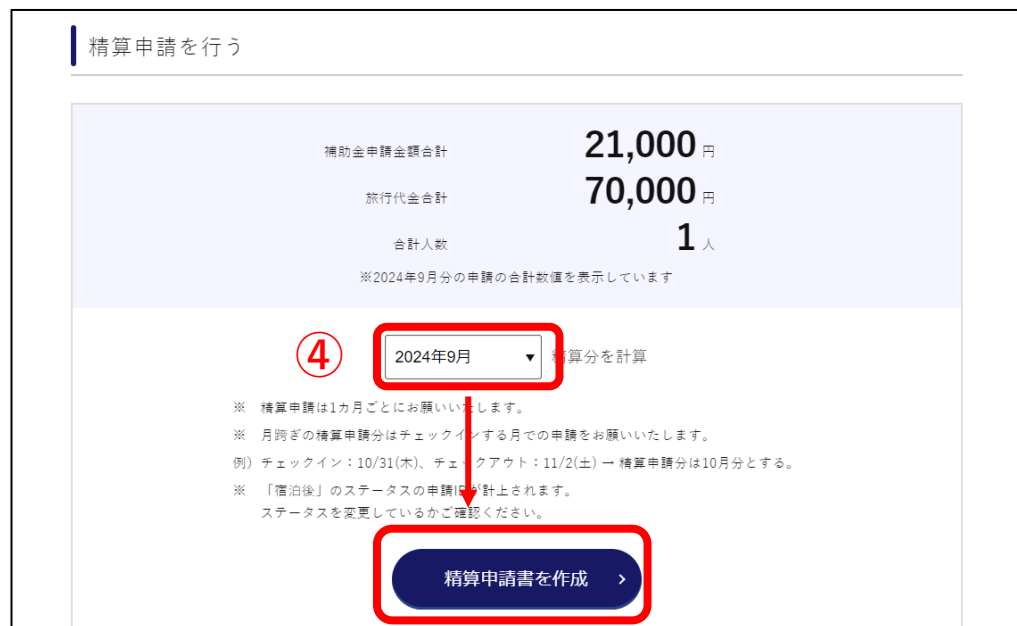 精算申請を行う
補助金申請金額合計 21,000 円
旅行代金合計 70,000 円
合計人数 1 人
※2024年9月分の申請の合計数値を表示しています
④ 2024年9月 ▼ 精算分を計算
※ 精算申請は1カ月ごとにお願いいたします。
※ 月跨ぎの精算申請分はチェックインする月での申請をお願いいたします。
例）チェックイン：10/31(木)、チェックアウト：11/2(土) → 精算申請分は10月分とする。
※ 「宿泊後」のステータスの申請IDが計上されます。
ステータスを変更しているかご確認ください。
精算申請書を作成 ›